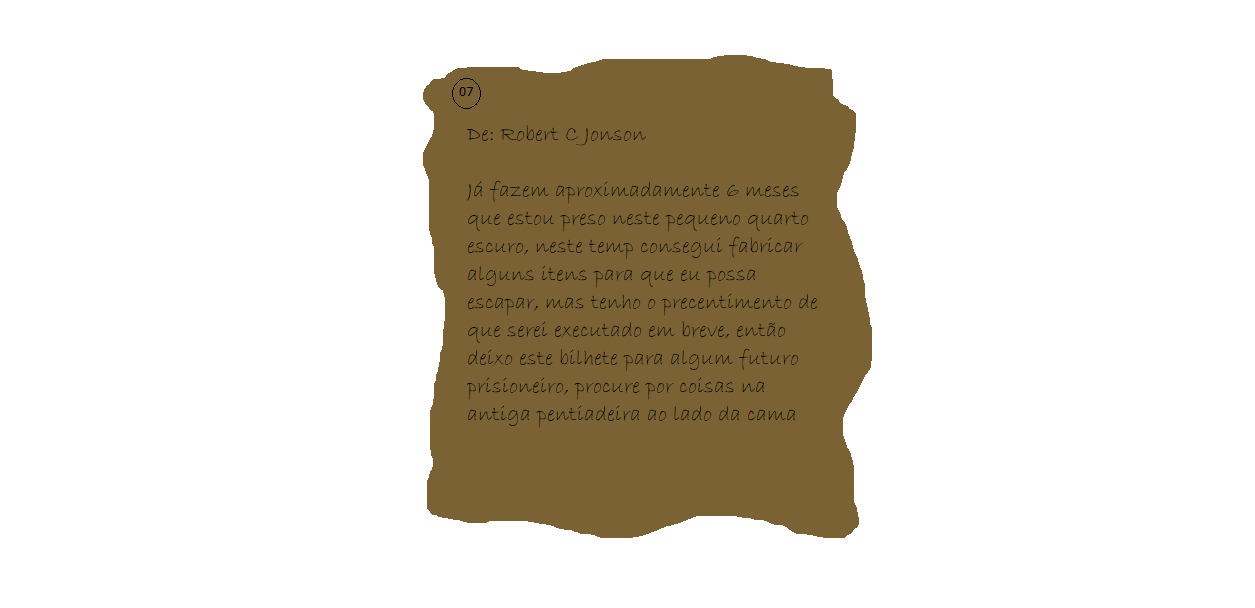 07
De: Robert C Jonson
Já fazem aproximadamente 6 meses
que estou preso neste pequeno quarto
escuro, neste temp consegui fabricar
alguns itens para que eu possa
escapar, mas tenho o precentimento de
que serei executado em breve, então
deixo este bilhete para algum futuro
prisioneiro, procure por coisas na
antiga pentiadeira ao lado da cama